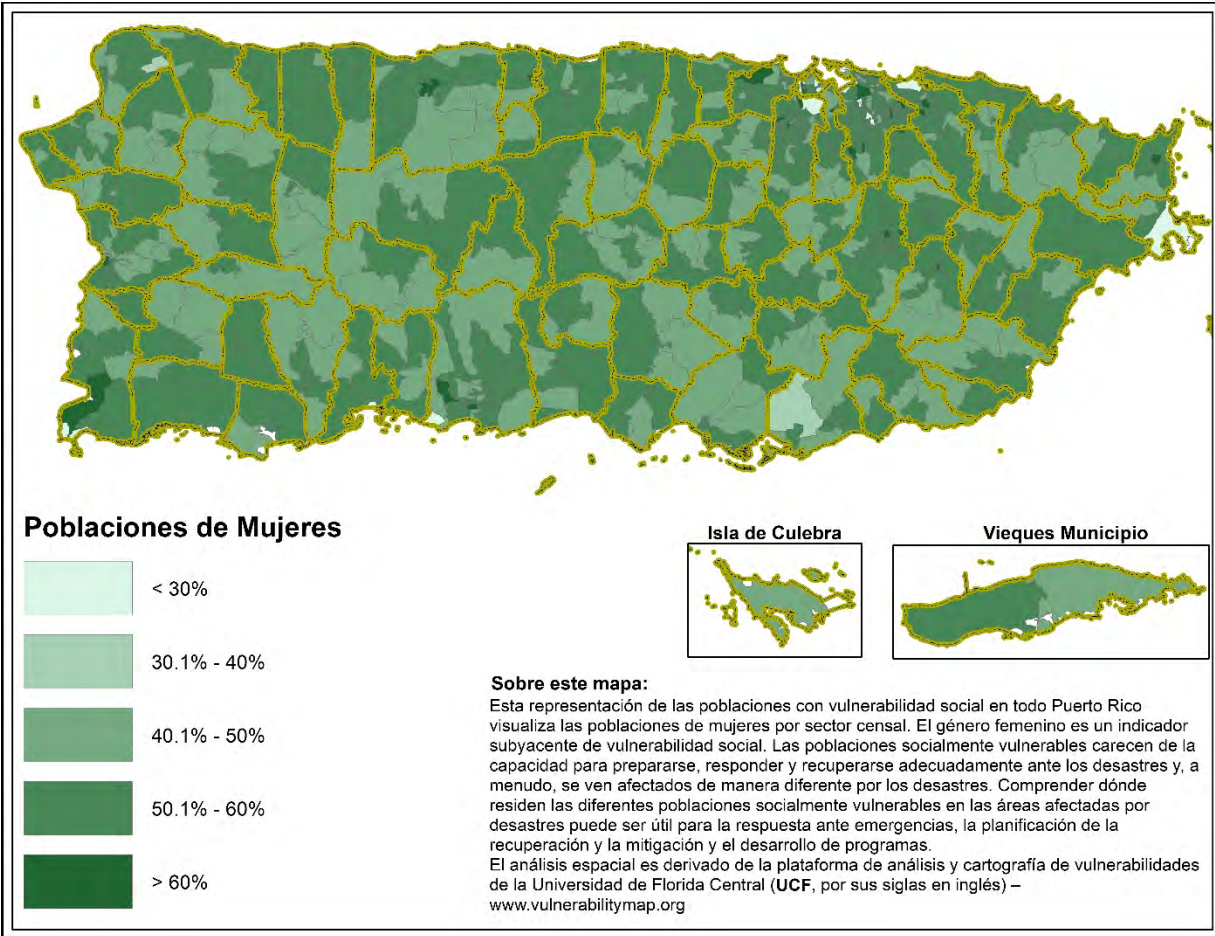 Poblaciones de Mujeres
< 30%
30.1% - 40%
40.1% - 50%
50.1% - 60%
> 60%
Isla de Culebra
Vieques Municipio
Sobre este mapa:
Esta representación de las poblaciones con vulnerabilidad social en todo Puerto Rico
visualiza las poblaciones de mujeres por sector censal. El género femenino es un indicador
subyacente de vulnerabilidad social. Las poblaciones socialmente vulnerables carecen de la
capacidad para prepararse, responder y recuperarse adecuadamente ante los desastres y, a
menudo, se ven afectados de manera diferente por los desastres. Comprender dónde
residen las diferentes poblaciones socialmente vulnerables en las áreas afectadas por
desastres puede ser útil para la respuesta ante emergencias, la planificación de la
recuperación y la mitigación y el desarrollo de programas.
El análisis espacial es derivado de la plataforma de análisis y cartografía de vulnerabilidades
de la Universidad de Florida Central (UCF, por sus siglas en inglés) –
www.vulnerabilitymap.org